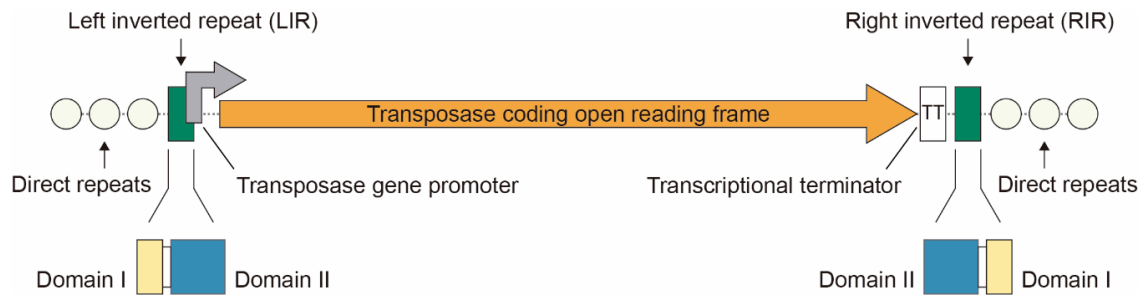 Left inverted repeat (LIR)
Right inverted repeat (RIR)
Transposase coding open reading frame
TT
Direct repeats
Transposase gene promoter
Transcriptional terminator
Direct repeats
Domain I
Domain II
Domain II
Domain I